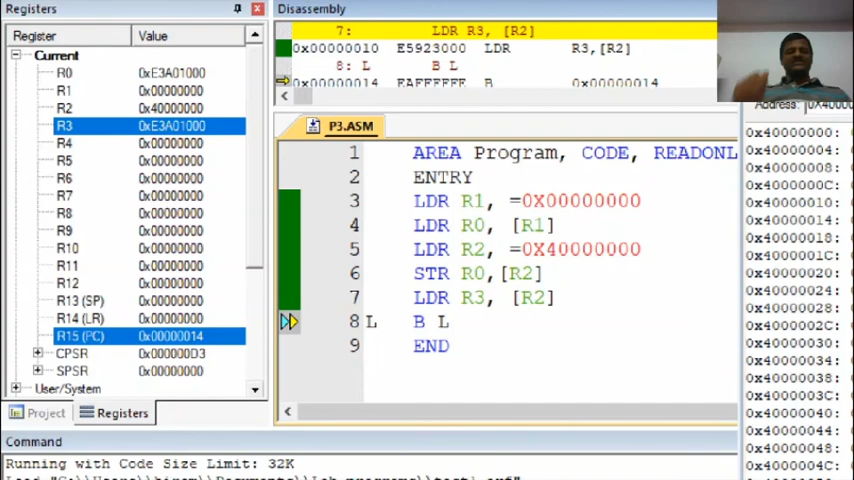 Registers
Register Value
Current
R0 0xE3A01000
R1 0x00000000
R2 0x40000000
R3 0xE3A01000
R4 0x00000000
R5 0x00000000
R6 0x00000000
R7 0x00000000
R8 0x00000000
R9 0x00000000
R10 0x00000000
R11 0x00000000
R12 0x00000000
R13 (SP) 0x00000000
R14 (LR) 0x00000000
R15 (PC) 0x00000014
CPSR 0x000000D3
SPSR 0x00000000
User/System
Project Registers
Disassembly
7: LDR R3, [R2]
0x00000010 E5923000 LDR R3,[R2]
8: L B L
0x00000014 EAFFFFFE B 0x00000014
P3.ASM
1 AREA Program, CODE, READONL
2 ENTRY
3 LDR R1, =0X00000000
4 LDR R0, [R1]
5 LDR R2, =0X40000000
6 STR R0,[R2]
7 LDR R3, [R2]
8 L B L
9 END
Address: 0X4000
0x40000000:
0x40000004:
0x40000008:
0x4000000C:
0x40000010:
0x40000014:
0x40000018:
0x4000001C:
0x40000020:
0x40000024:
0x40000028:
0x4000002C:
0x40000030:
0x40000034:
0x40000038:
0x4000003C:
0x40000040:
0x40000044:
0x40000048:
0x4000004C:
Command
Running with Code Size Limit: 32K